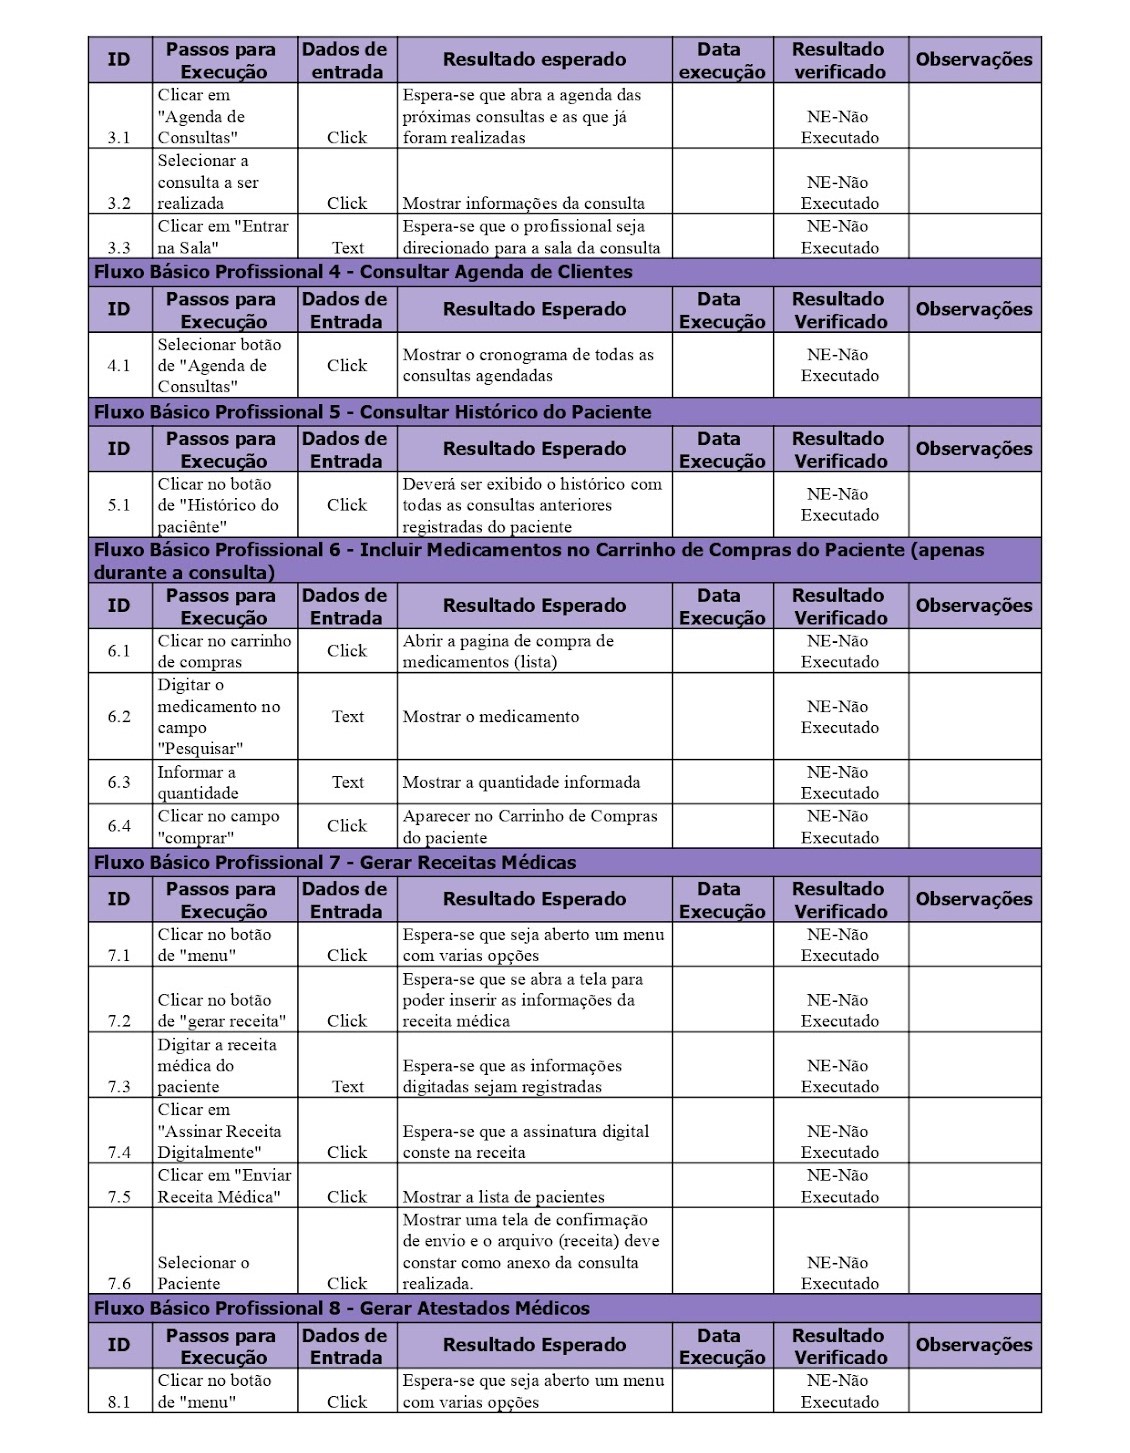 ID Passos para Execução Dados de entrada Resultado esperado Data execução Resultado verificado Observações
3.1 Clicar em "Agenda de Consultas" Click Espera-se que abra a agenda das próximas consultas e as que já foram realizadas NE-Não Executado
3.2 Selecionar a consulta a ser realizada Click Mostrar informações da consulta NE-Não Executado
3.3 Clicar em "Entrar na Sala" Text Espera-se que o profissional seja direcionado para a sala da consulta NE-Não Executado
Fluxo Básico Profissional 4 - Consultar Agenda de Clientes
ID Passos para Execução Dados de Entrada Resultado Esperado Data Execução Resultado Verificado Observações
4.1 Selecionar botão de "Agenda de Consultas" Click Mostrar o cronograma de todas as consultas agendadas NE-Não Executado
Fluxo Básico Profissional 5 - Consultar Histórico do Paciente
ID Passos para Execução Dados de Entrada Resultado Esperado Data Execução Resultado Verificado Observações
5.1 Clicar no botão de "Histórico do paciênte" Click Deverá ser exibido o histórico com todas as consultas anteriores registradas do paciente NE-Não Executado
Fluxo Básico Profissional 6 - Incluir Medicamentos no Carrinho de Compras do Paciente (apenas
durante a consulta)
ID Passos para Execução Dados de Entrada Resultado Esperado Data Execução Resultado Verificado Observações
6.1 Clicar no carrinho de compras Click Abrir a pagina de compra de medicamentos (lista) NE-Não Executado
6.2 Digitar o medicamento no campo "Pesquisar" Text Mostrar o medicamento NE-Não Executado
6.3 Informar a quantidade Text Mostrar a quantidade informada NE-Não Executado
6.4 Clicar no campo "comprar" Click Aparecer no Carrinho de Compras do paciente NE-Não Executado
Fluxo Básico Profissional 7 - Gerar Receitas Médicas
ID Passos para Execução Dados de Entrada Resultado Esperado Data Execução Resultado Verificado Observações
7.1 Clicar no botão de "menu" Click Espera-se que seja aberto um menu com varias opções NE-Não Executado
7.2 Clicar no botão de "gerar receita" Click Espera-se que se abra a tela para poder inserir as informações da receita médica NE-Não Executado
7.3 Digitar a receita médica do paciente Text Espera-se que as informações digitadas sejam registradas NE-Não Executado
7.4 Clicar em "Assinar Receita Digitalmente" Click Espera-se que a assinatura digital conste na receita NE-Não Executado
7.5 Clicar em "Enviar Receita Médica" Click Mostrar a lista de pacientes NE-Não Executado
7.6 Selecionar o Paciente Click Mostrar uma tela de confirmação de envio e o arquivo (receita) deve constar como anexo da consulta realizada. NE-Não Executado
Fluxo Básico Profissional 8 - Gerar Atestados Médicos
ID Passos para Execução Dados de Entrada Resultado Esperado Data Execução Resultado Verificado Observações
8.1 Clicar no botão de "menu" Click Espera-se que seja aberto um menu com varias opções NE-Não Executado